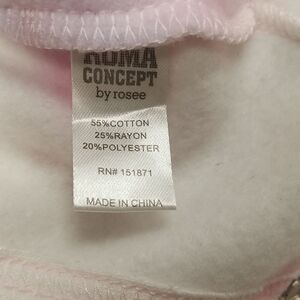 ROMA
CONCEPT
by rosee
55%COTTON
25%RAYON
20%POLYESTER
RN# 151871
MADE IN CHINA